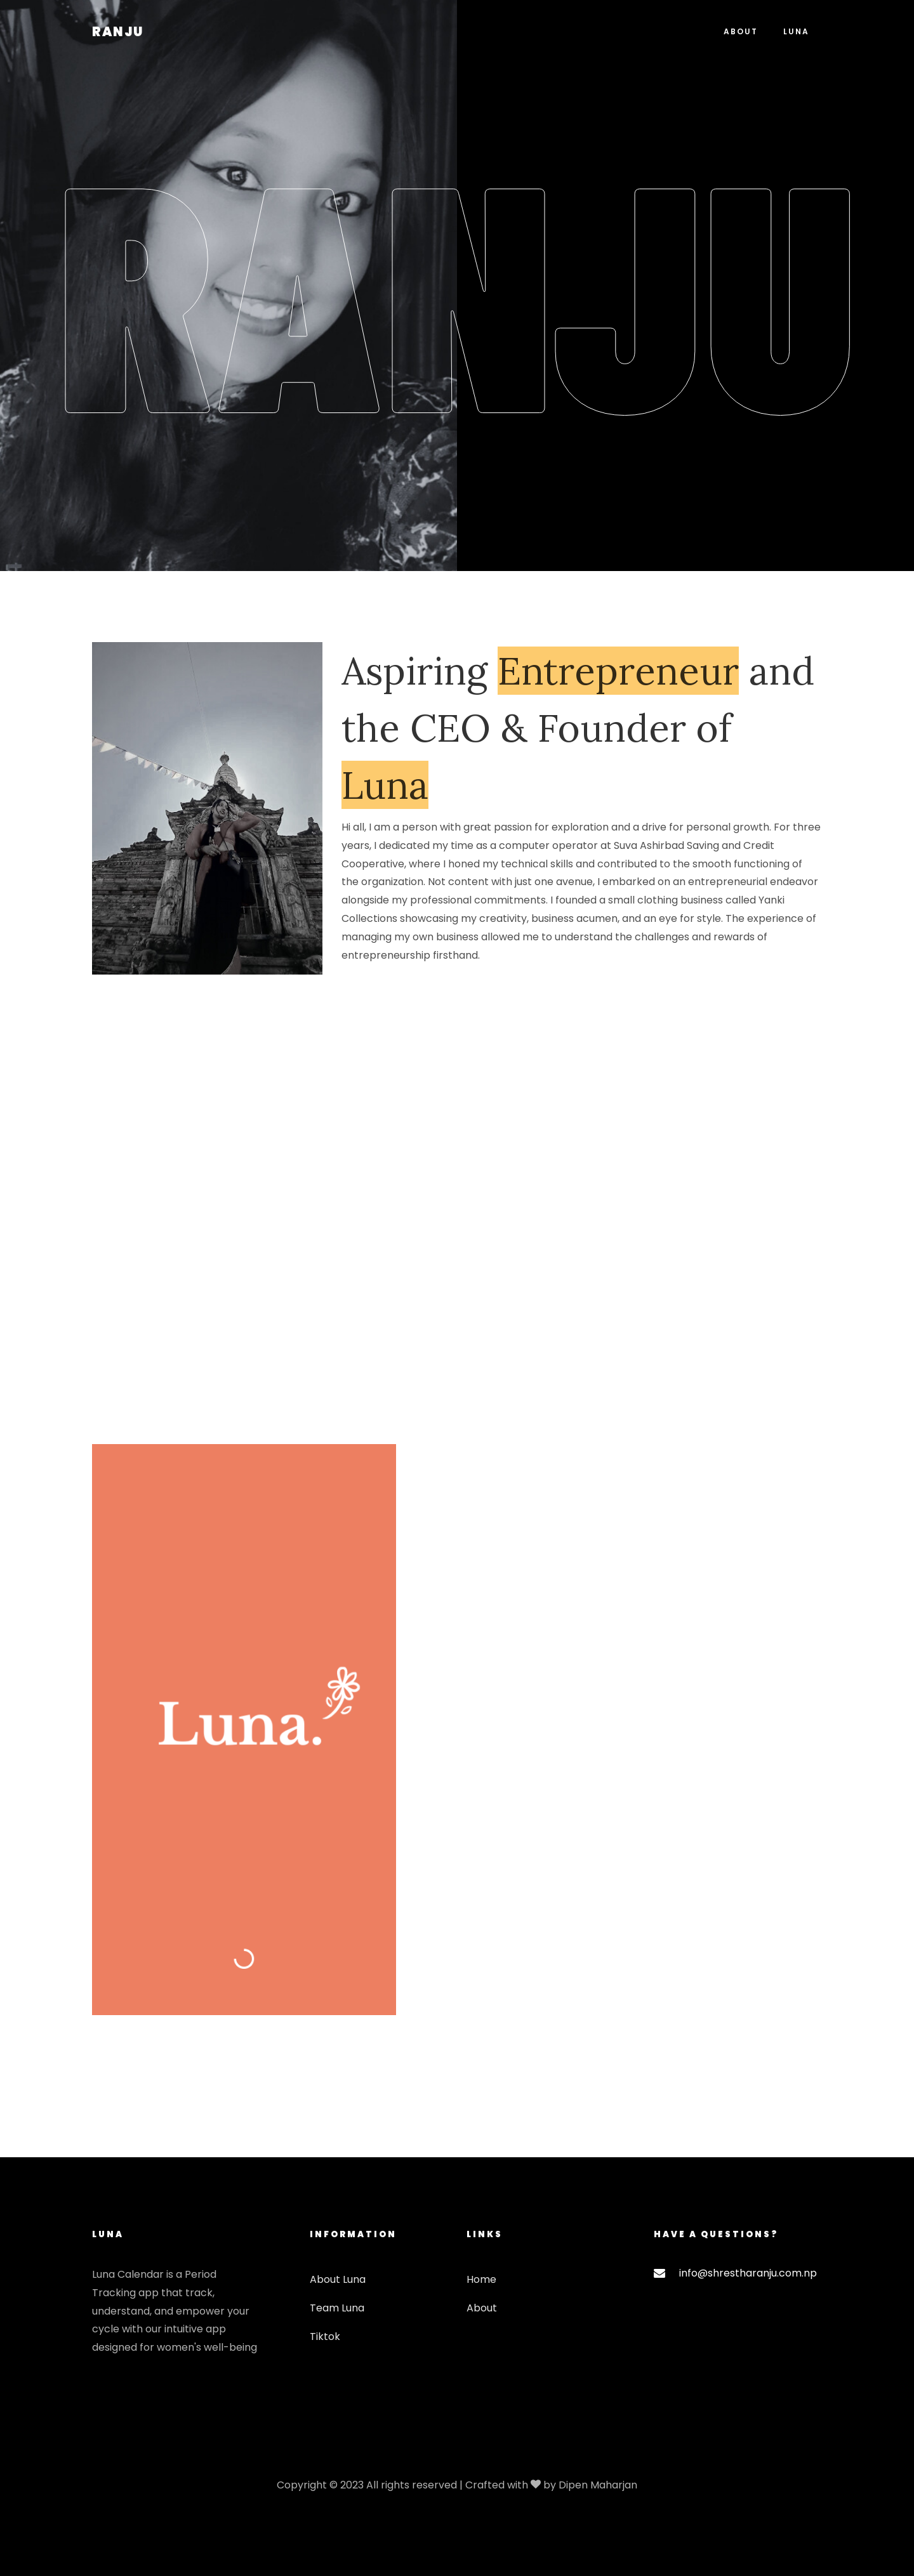 RANJU
ABOUT LUNA
RANJU
Aspiring Entrepreneur and
the CEO & Founder of
Luna
Hi all, I am a person with great passion for exploration and a drive for personal growth. For three
years, I dedicated my time as a computer operator at Suva Ashirbad Saving and Credit
Cooperative, where I honed my technical skills and contributed to the smooth functioning of
the organization. Not content with just one avenue, I embarked on an entrepreneurial endeavor
alongside my professional commitments. I founded a small clothing business called Yanki
Collections showcasing my creativity, business acumen, and an eye for style. The experience of
managing my own business allowed me to understand the challenges and rewards of
entrepreneurship firsthand.
Luna.
LUNA
Luna Calendar is a Period
Tracking app that track,
understand, and empower your
cycle with our intuitive app
designed for women's well-being
INFORMATION
About Luna
Team Luna
Tiktok
LINKS
Home
About
HAVE A QUESTIONS?
info@shrestharanju.com.np
Copyright © 2023 All rights reserved | Crafted with ♥ by Dipen Maharjan